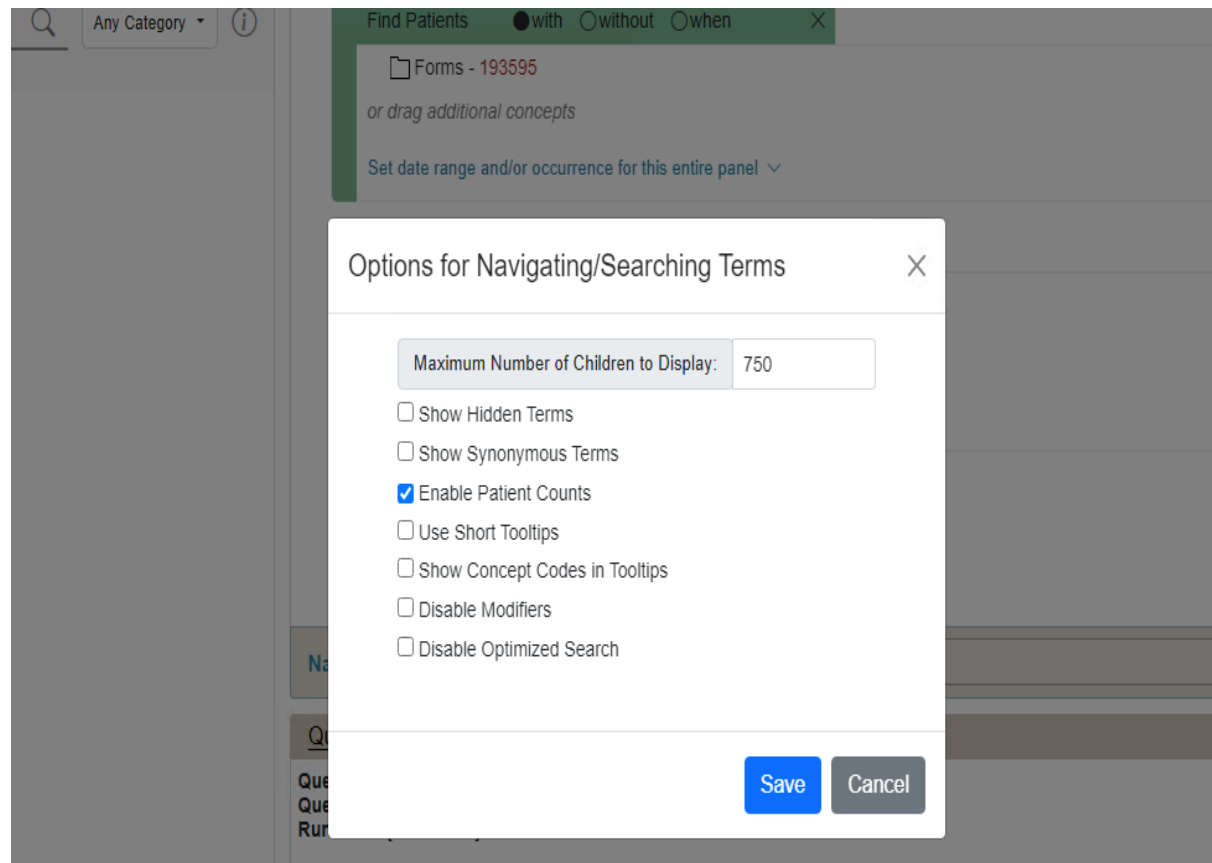 Any Category
Find Patients with without when X
Forms - 193595
or drag additional concepts
Set date range and/or occurrence for this entire panel
Options for Navigating/Searching Terms
Maximum Number of Children to Display: 750
Show Hidden Terms
Show Synonymous Terms
Enable Patient Counts
Use Short Tooltips
Show Concept Codes in Tooltips
Disable Modifiers
Disable Optimized Search
Save Cancel